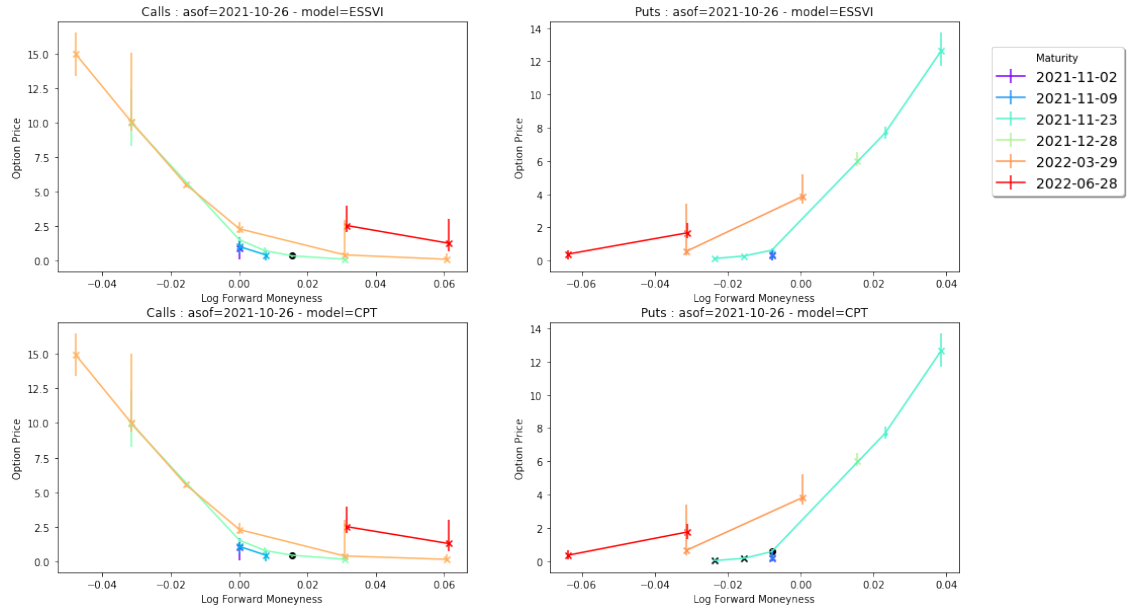 Calls : asof=2021-10-26 - model=ESSVI
15.0
12.5
10.0
7.5
5.0
2.5
0.0
Option Price
−0.04 −0.02 0.00 0.02 0.04 0.06
Log Forward Moneyness
Puts : asof=2021-10-26 - model=ESSVI
14
12
10
8
6
4
2
0
Option Price
−0.06 −0.04 −0.02 0.00 0.02 0.04
Log Forward Moneyness
Maturity
2021-11-02
2021-11-09
2021-11-23
2021-12-28
2022-03-29
2022-06-28
Calls : asof=2021-10-26 - model=CPT
15.0
12.5
10.0
7.5
5.0
2.5
0.0
Option Price
−0.04 −0.02 0.00 0.02 0.04 0.06
Log Forward Moneyness
Puts : asof=2021-10-26 - model=CPT
14
12
10
8
6
4
2
0
Option Price
−0.06 −0.04 −0.02 0.00 0.02 0.04
Log Forward Moneyness